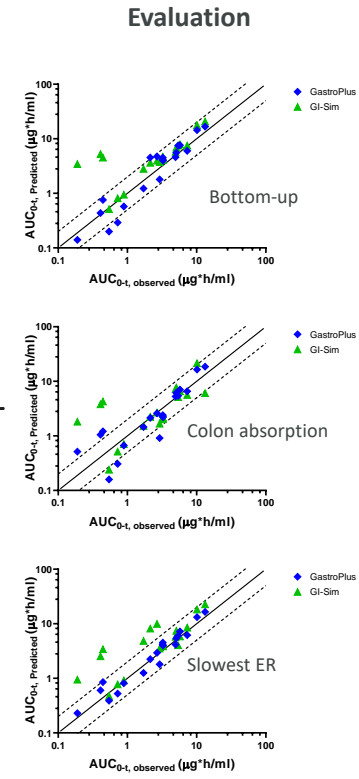 Evaluation
100
10
1
0.1
AUC0-t, Predicted (µg*h/ml)
0.1 1 10 100
AUC0-t, observed (µg*h/ml)
GastroPlus
GI-Sim
Bottom-up
100
10
1
0.1
AUC0-t, Predicted (µg*h/ml)
0.1 1 10 100
AUC0-t, observed (µg*h/ml)
GastroPlus
GI-Sim
Colon absorption
100
10
1
0.1
AUC0-t, Predicted (µg*h/ml)
0.1 1 10 100
AUC0-t, observed (µg*h/ml)
GastroPlus
GI-Sim
Slowest ER